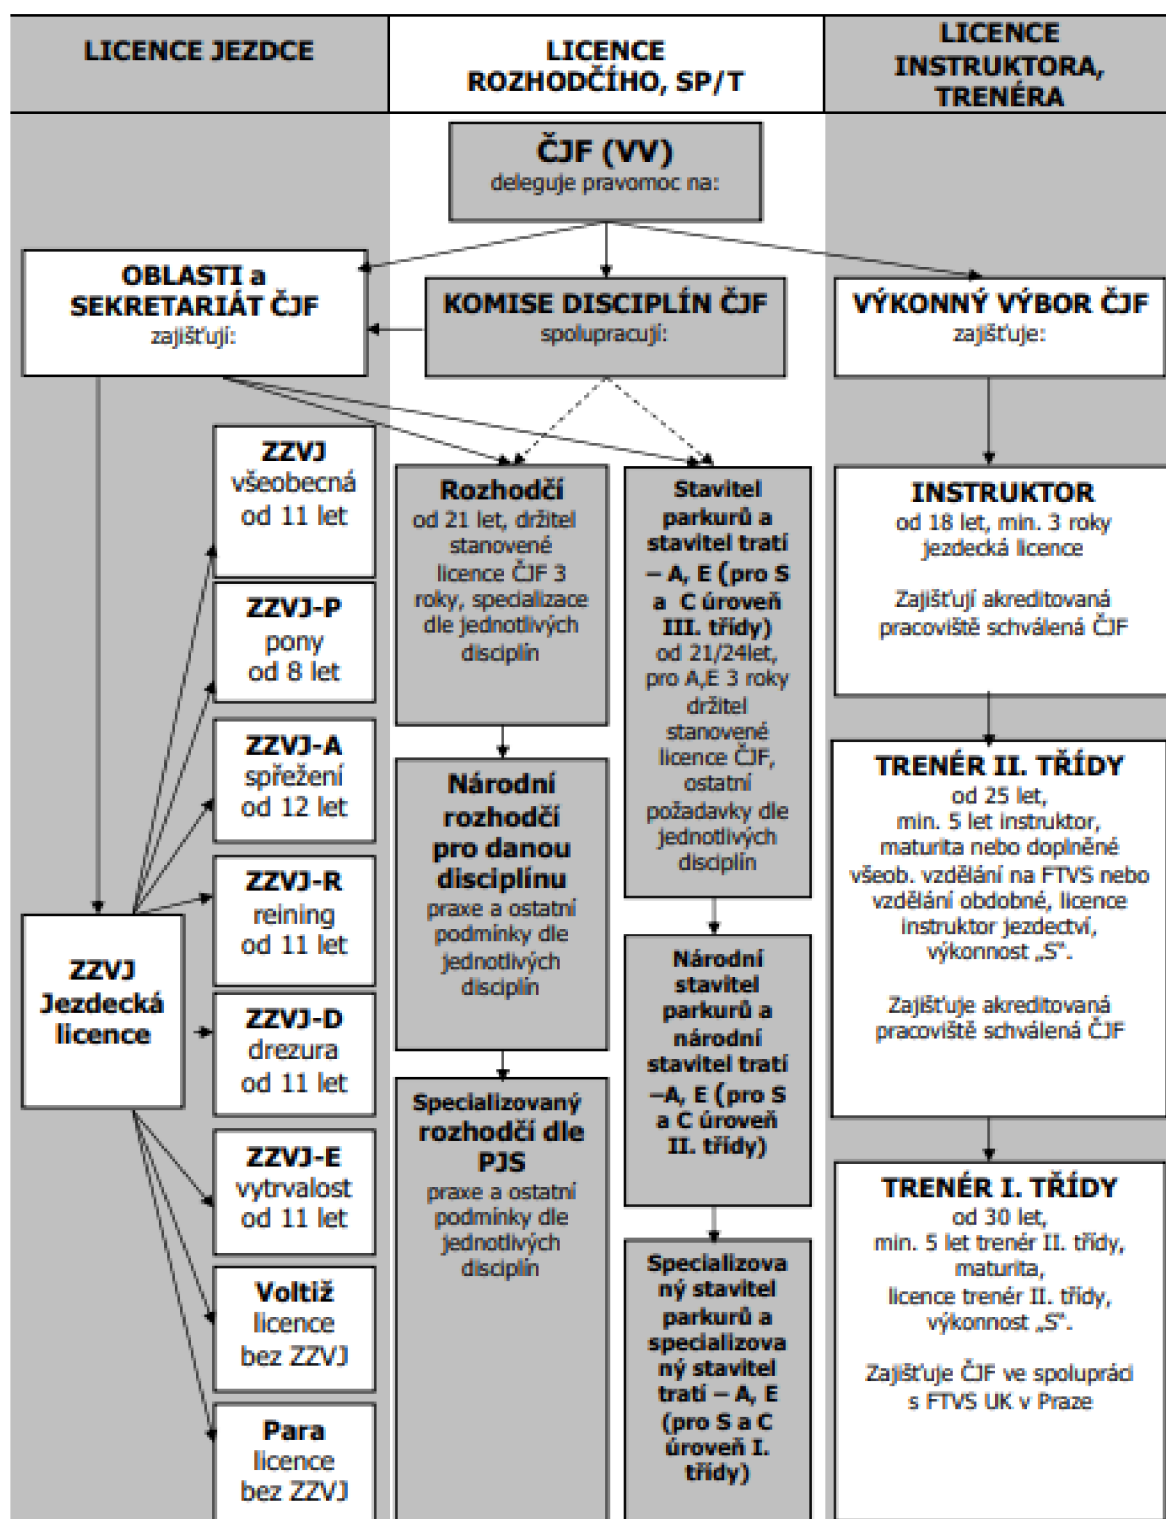 LICENCE JEZDCE
LICENCE
ROZHODČÍHO, SP/T
LICENCE
INSTRUKTORA,
TRENÉRA
ČJF (VV)
deleguje pravomoc na:
OBLASTI a
SEKRETARIÁT ČJF
zajišťují:
KOMISE DISCIPLÍN ČJF
spolupracují:
VÝKONNÝ VÝBOR ČJF
zajišťuje:
ZZVJ
Jezdecká
licence
ZZVJ
všeobecná
od 11 let
ZZVJ-P
pony
od 8 let
ZZVJ-A
spřežení
od 12 let
ZZVJ-R
reining
od 11 let
ZZVJ-D
drezura
od 11 let
ZZVJ-E
vytrvalost
od 11 let
Voltiž
licence
bez ZZVJ
Para
licence
bez ZZVJ
Rozhodčí
od 21 let, držitel
stanovené
licence ČJF 3
roky, specializace
dle jednotlivých
disciplín
Národní
rozhodčí
pro danou
disciplínu
praxe a ostatní
podmínky dle
jednotlivých
disciplín
Specializovaný
rozhodčí dle
PJS
praxe a ostatní
podmínky dle
jednotlivých
disciplín
Stavitel
parkurů a
stavitel tratí
– A, E (pro S
a C úroveň
III. třídy)
od 21/24let,
pro A,E 3 roky
držitel
stanovené
licence ČJF,
ostatní
požadavky dle
jednotlivých
disciplín
Národní
stavitel
parkurů a
národní
stavitel tratí
–A, E (pro S
a C úroveň
II. třídy)
Specializova
ný stavitel
parkurů a
specializova
ný stavitel
tratí – A, E
(pro S a C
úroveň I.
třídy)
INSTRUKTOR
od 18 let, min. 3 roky
jezdecká licence
Zajišťují akreditovaná
pracoviště schválená ČJF
TRENÉR II. TŘÍDY
od 25 let,
min. 5 let instruktor,
maturita nebo doplněné
všeob. vzdělání na FTVS nebo
vzdělání obdobné, licence
instruktor jezdectví,
výkonnost „S“.
Zajišťuje akreditovaná
pracoviště schválená ČJF
TRENÉR I. TŘÍDY
od 30 let,
min. 5 let trenér II. třídy,
maturita,
licence trenér II. třídy,
výkonnost „S“.
Zajišťuje ČJF ve spolupráci
s FTVS UK v Praze